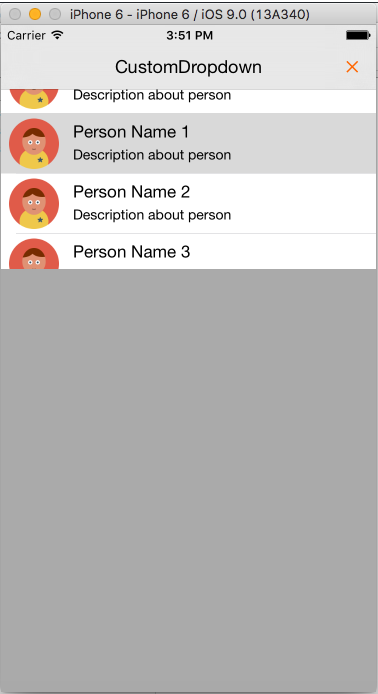 iPhone 6 - iPhone 6 / iOS 9.0 (13A340)
Carrier 3:51 PM
CustomDropdown
Description about person
Person Name 1
Description about person
Person Name 2
Description about person
Person Name 3